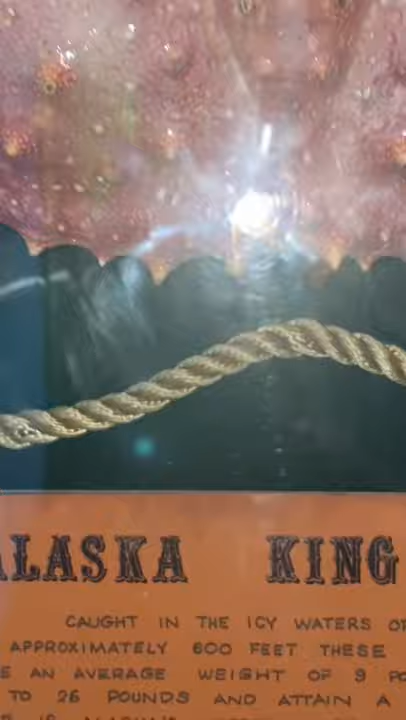 ALASKA KING
CAUGHT IN THE ICY WATERS OF
APPROXIMATELY 600 FEET THESE
AN AVERAGE WEIGHT OF 9
TO 26 POUNDS AND ATTAIN A